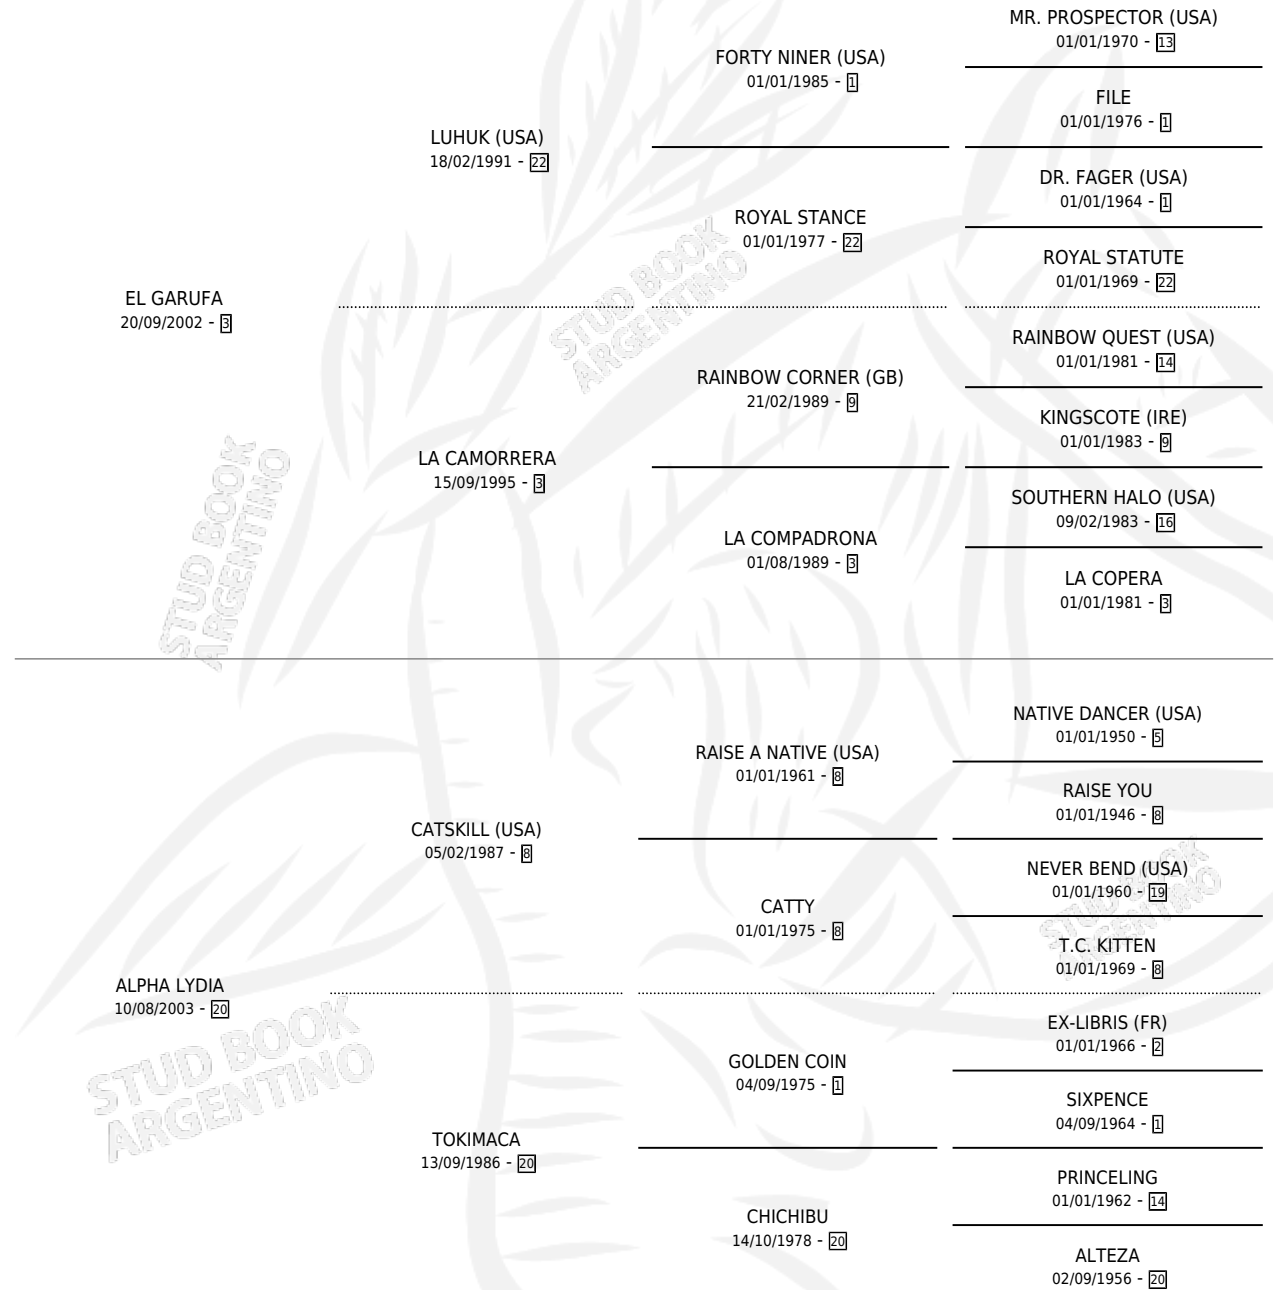 MR. PROSPECTOR (USA)
01/01/1970 - 13
FORTY NINER (USA)
01/01/1985 - 1
FILE
01/01/1976 - 1
LUHUK (USA)
18/02/1991 - 22
DR. FAGER (USA)
01/01/1964 - 1
ROYAL STANCE
01/01/1977 - 22
ROYAL STATUTE
01/01/1969 - 22
EL GARUFA
20/09/2002 - 3
RAINBOW QUEST (USA)
01/01/1981 - 14
RAINBOW CORNER (GB)
21/02/1989 - 9
KINGSCOTE (IRE)
01/01/1983 - 9
LA CAMORRERA
15/09/1995 - 3
SOUTHERN HALO (USA)
09/02/1983 - 16
LA COMPADRONA
01/08/1989 - 3
LA COPERA
01/01/1981 - 3
STUD BOOK
ARGENTINO
STUD BOOK
ARGENTINO
NATIVE DANCER (USA)
01/01/1950 - 5
RAISE A NATIVE (USA)
01/01/1961 - 8
RAISE YOU
01/01/1946 - 8
CATSKILL (USA)
05/02/1987 - 8
NEVER BEND (USA)
01/01/1960 - 19
CATTY
01/01/1975 - 8
T.C. KITTEN
01/01/1969 - 8
STUD BOOK
ARGENTINO
ALPHA LYDIA
10/08/2003 - 20
EX-LIBRIS (FR)
01/01/1966 - 2
GOLDEN COIN
04/09/1975 - 1
SIXPENCE
04/09/1964 - 1
TOKIMACA
13/09/1986 - 20
PRINCELING
01/01/1962 - 14
CHICHIBU
14/10/1978 - 20
ALTEZA
02/09/1956 - 20
STUD BOOK
ARGENTINO